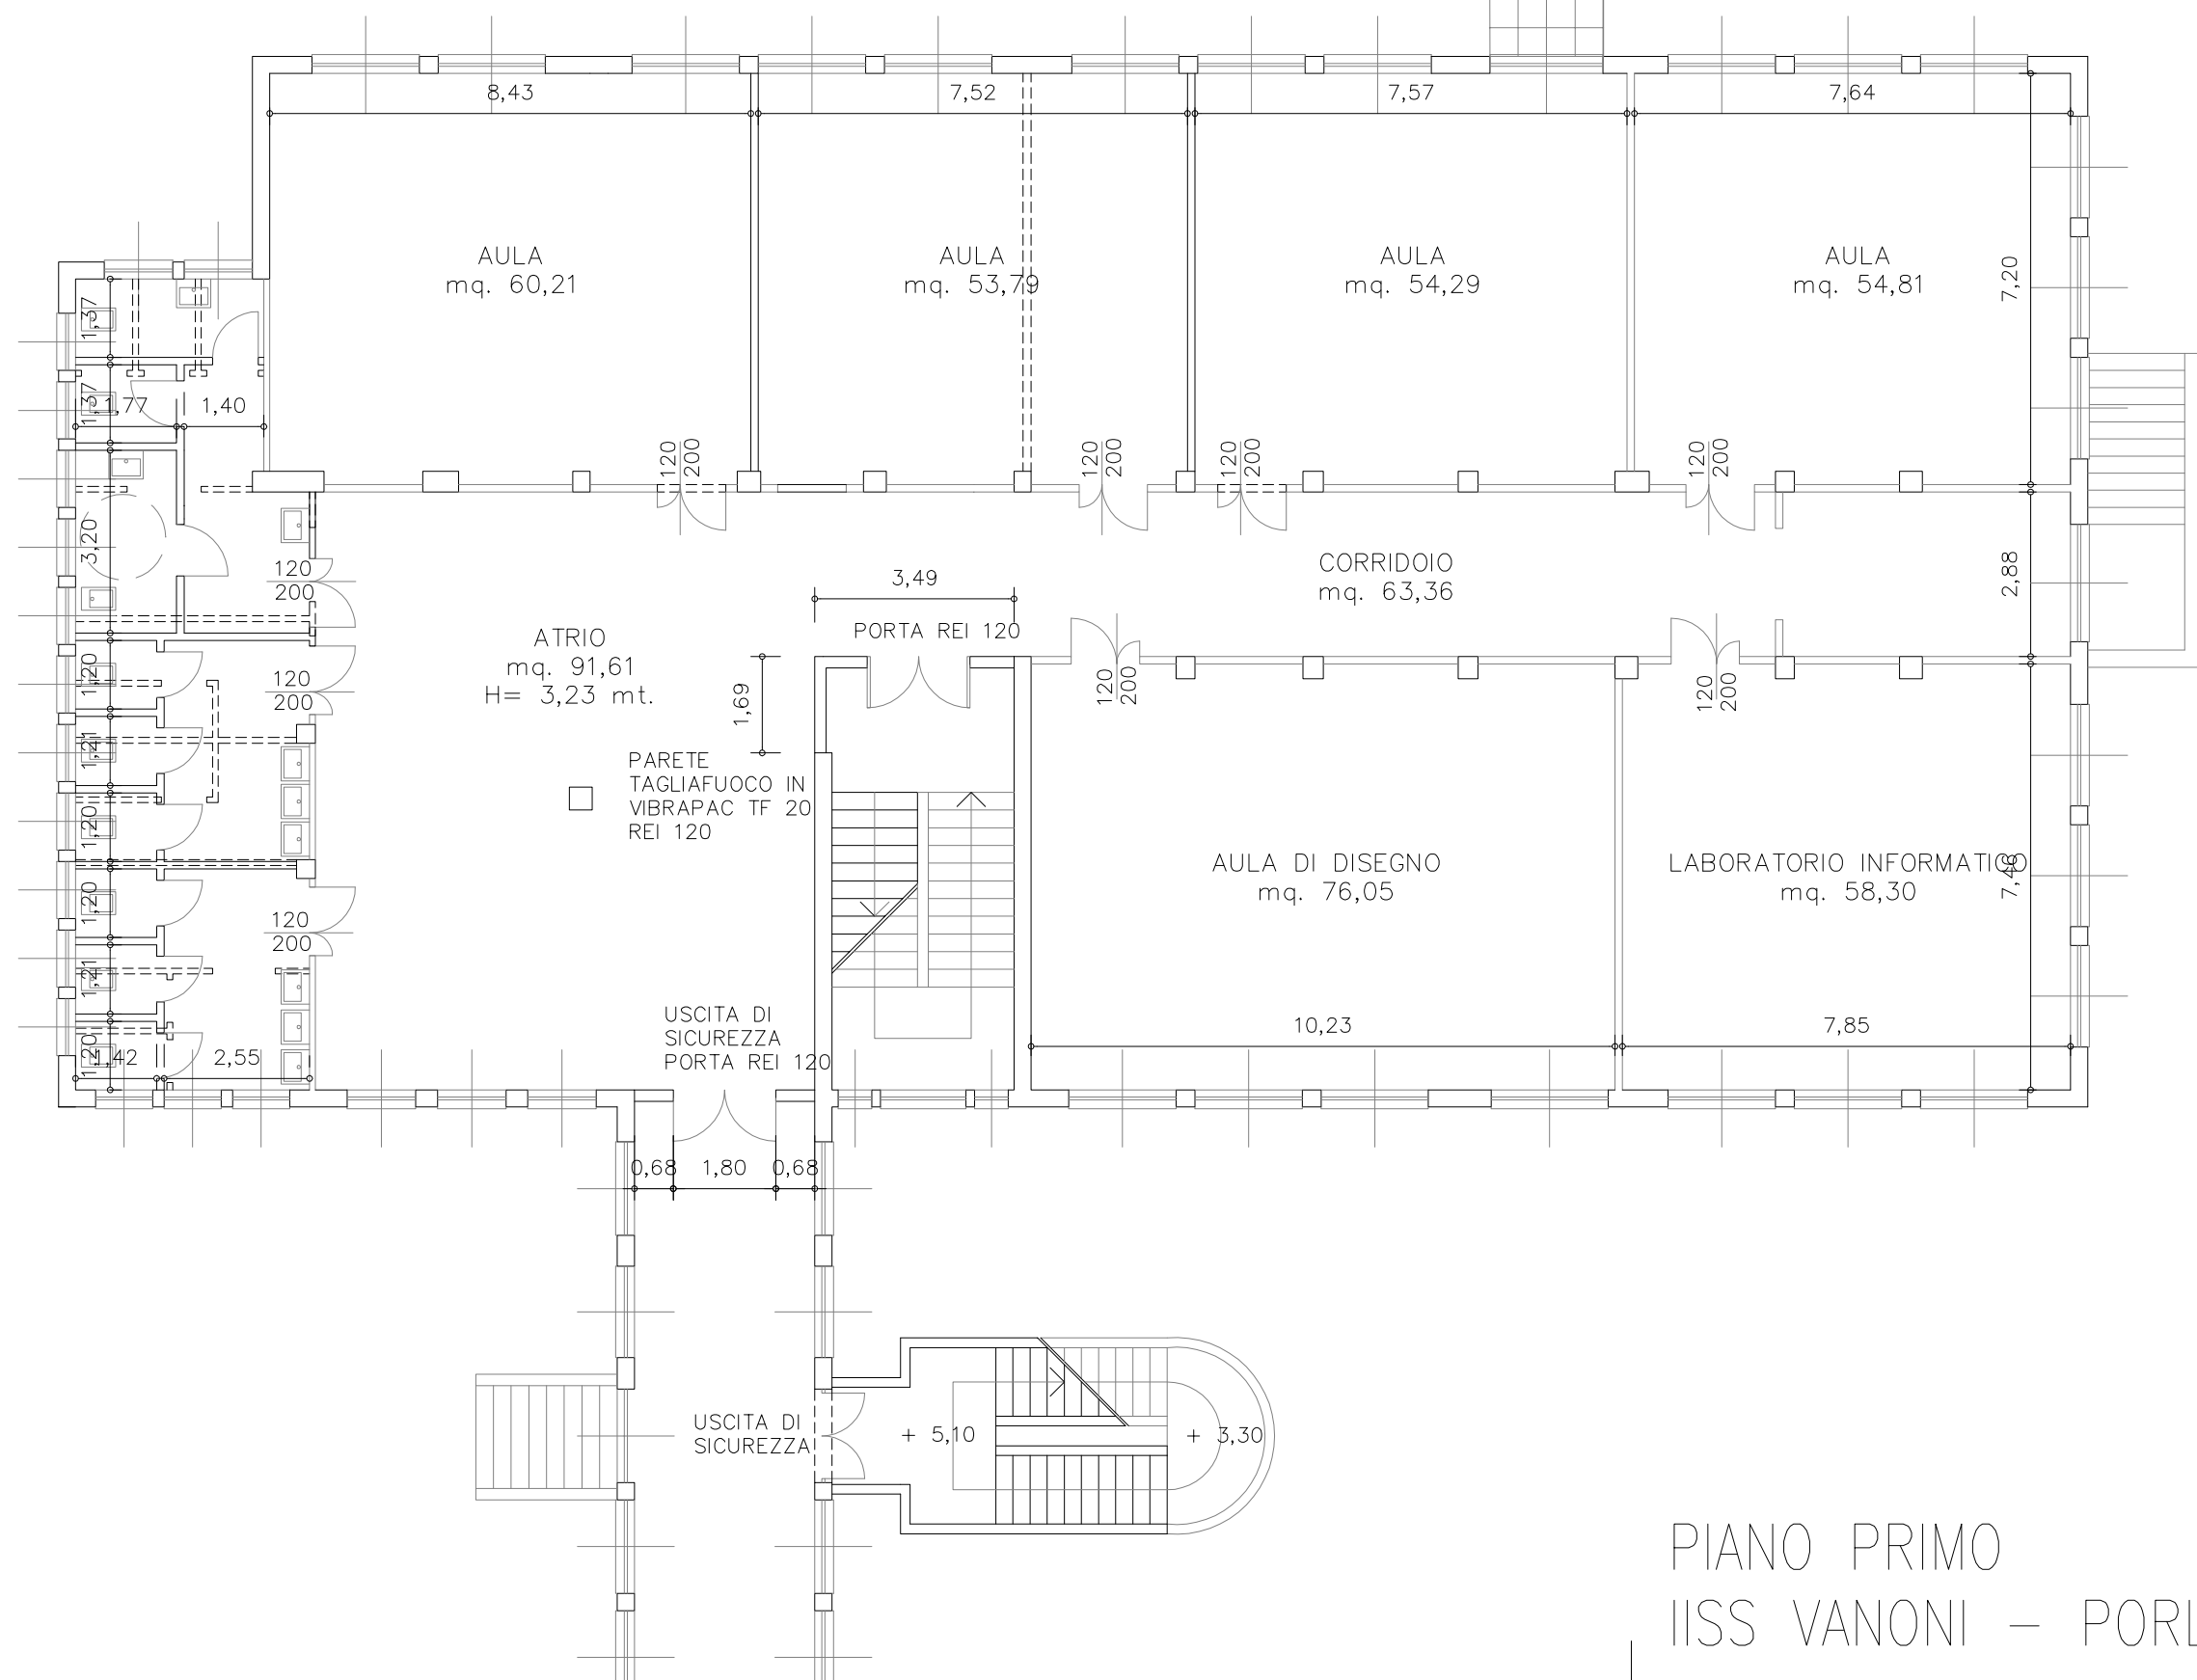 8,43
7,52
7,57
7,64
AULA
mq. 60,21
AULA
mq. 53,79
AULA
mq. 54,29
AULA
mq. 54,81
7,20
1,37
1,37
1,77
1,40
120
200
120
200
120
200
120
200
3,20
120
200
3,49
CORRIDOIO
mq. 63,36
2,88
PORTA REI 120
ATRIO
mq. 91,61
H= 3,23 mt.
1,20
120
200
1,69
120
200
120
200
1,21
PARETE
TAGLIAFUOCO IN
VIBRAPAC TF 20
REI 120
1,20
AULA DI DISEGNO
mq. 76,05
LABORATORIO INFORMATICO
mq. 58,30
7,46
1,20
120
200
1,21
USCITA DI
SICUREZZA
PORTA REI 120
10,23
7,85
1,20
1,42
2,55
0,68
1,80
0,68
USCITA DI
SICUREZZA
+ 5,10
+ 3,30
PIANO PRIMO
IISS VANONI – PORL